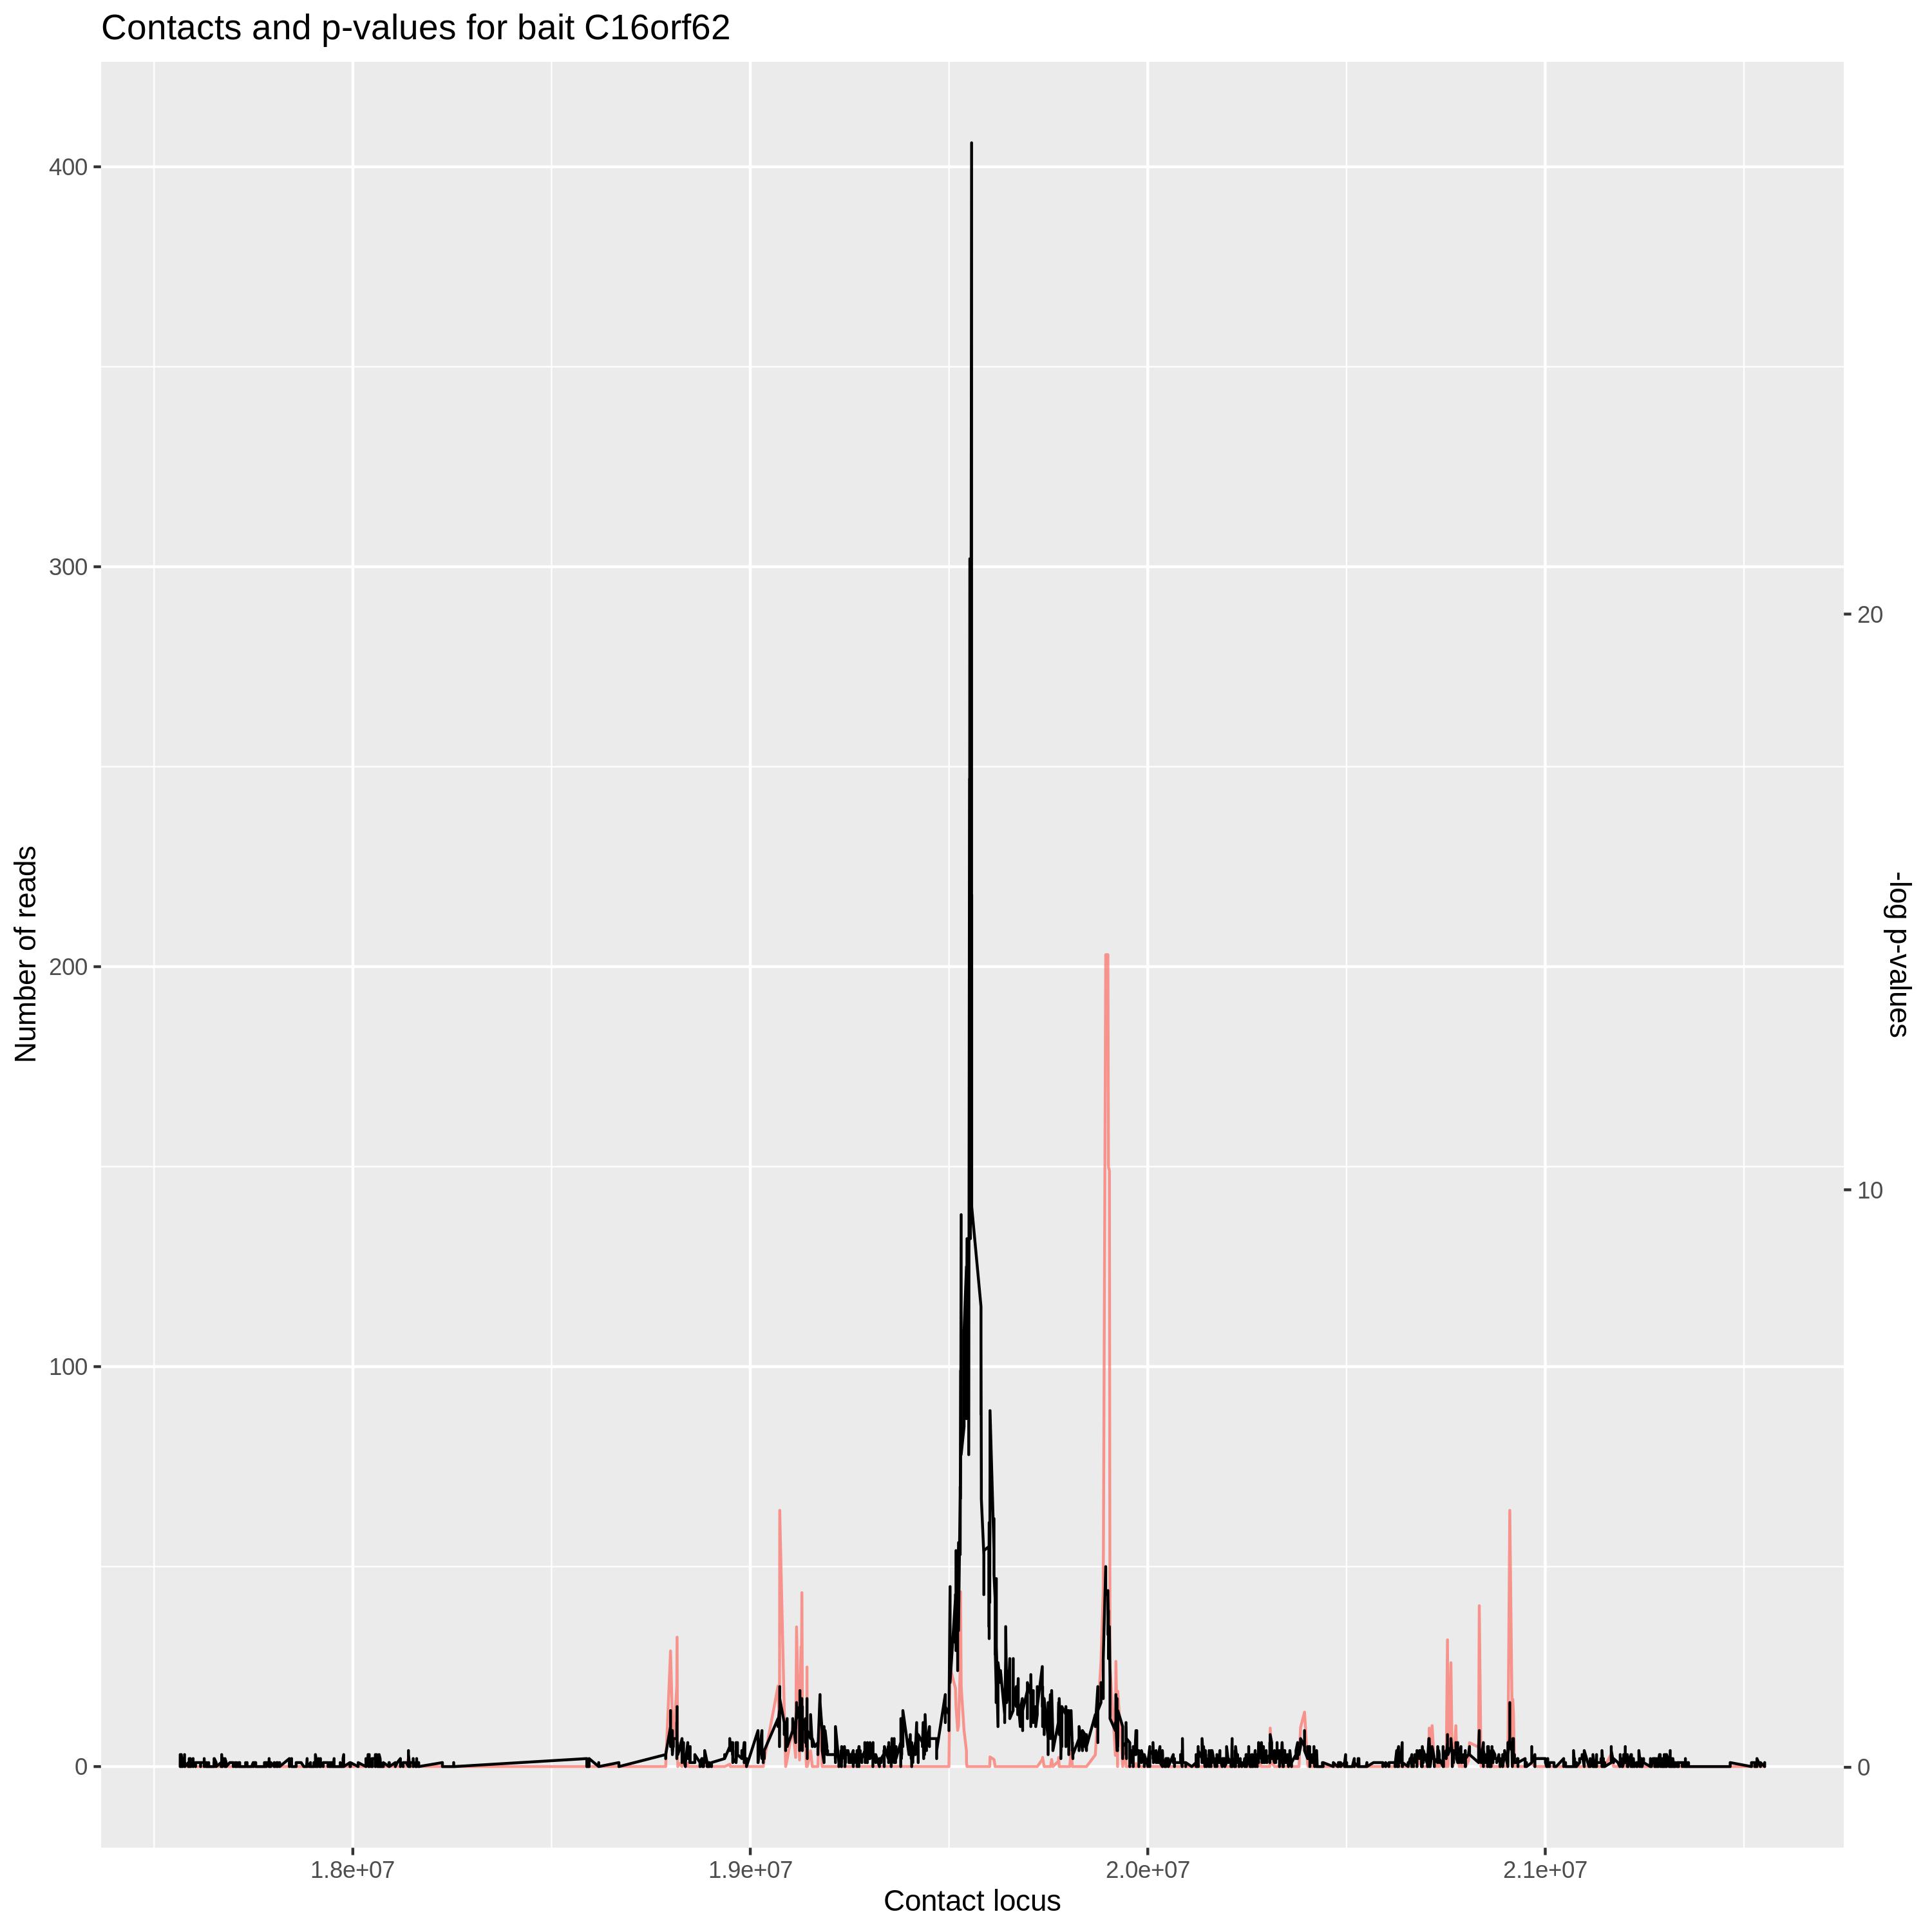 Contacts and p-values for bait C16orf62
400
300
200
100
0
Number of reads
20
10
0
-log p-values
1.8e+07
1.9e+07
2.0e+07
2.1e+07
Contact locus